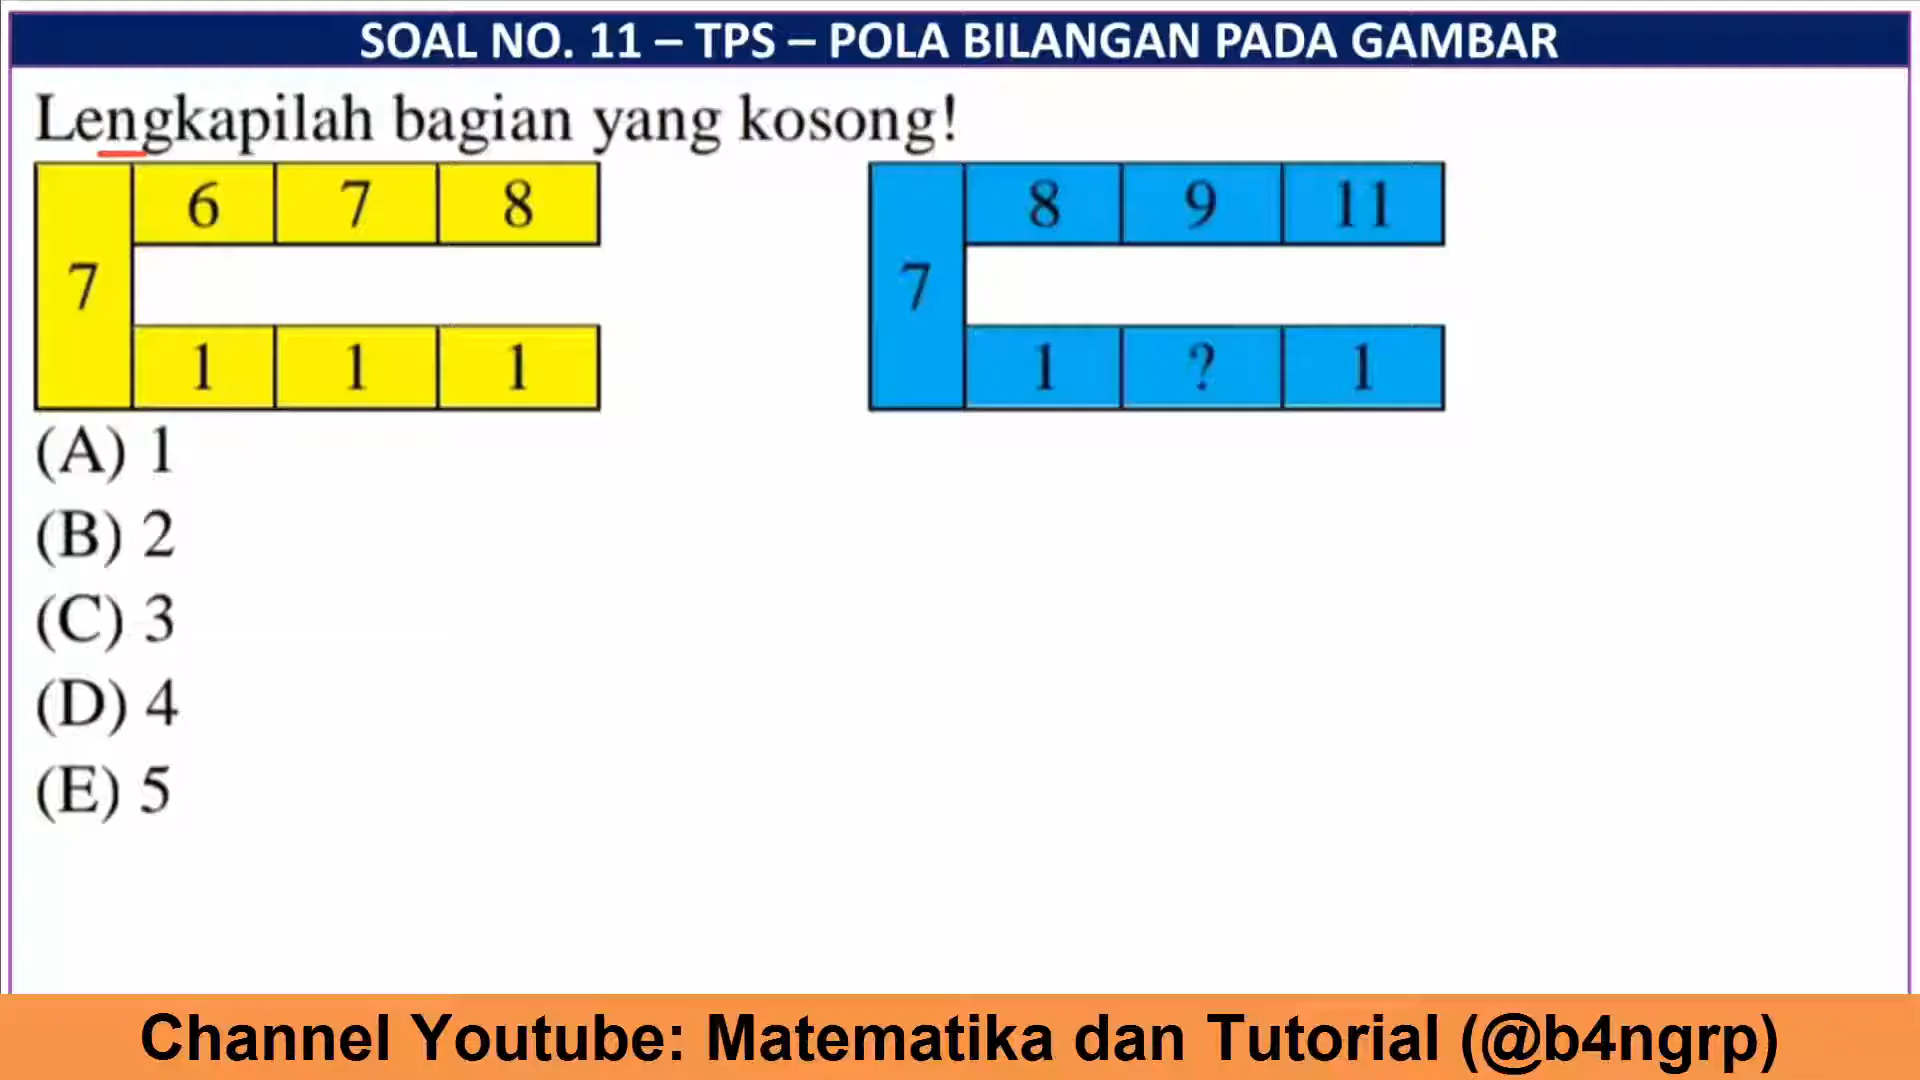 SOAL NO. 11 – TPS – POLA BILANGAN PADA GAMBAR
Lengkapilah bagian yang kosong!
6 7 8
7
1 1 1
8 9 11
7
1 ? 1
(A) 1
(B) 2
(C) 3
(D) 4
(E) 5
Channel Youtube: Matematika dan Tutorial (@b4ngrp)